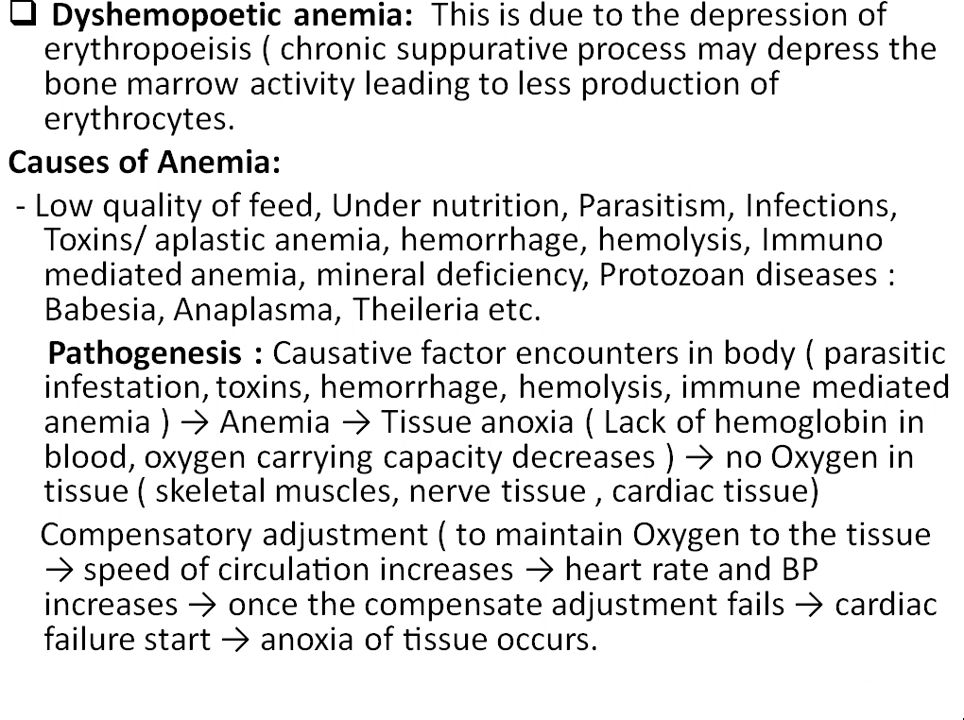 ❑ Dyshemopoetic anemia: This is due to the depression of
erythropoeisis ( chronic suppurative process may depress the
bone marrow activity leading to less production of
erythrocytes.
Causes of Anemia:
- Low quality of feed, Under nutrition, Parasitism, Infections,
Toxins/ aplastic anemia, hemorrhage, hemolysis, Immuno
mediated anemia, mineral deficiency, Protozoan diseases :
Babesia, Anaplasma, Theileria etc.
Pathogenesis : Causative factor encounters in body ( parasitic
infestation, toxins, hemorrhage, hemolysis, immune mediated
anemia ) → Anemia → Tissue anoxia ( Lack of hemoglobin in
blood, oxygen carrying capacity decreases ) → no Oxygen in
tissue ( skeletal muscles, nerve tissue , cardiac tissue)
Compensatory adjustment ( to maintain Oxygen to the tissue
→ speed of circulation increases → heart rate and BP
increases → once the compensate adjustment fails → cardiac
failure start → anoxia of tissue occurs.